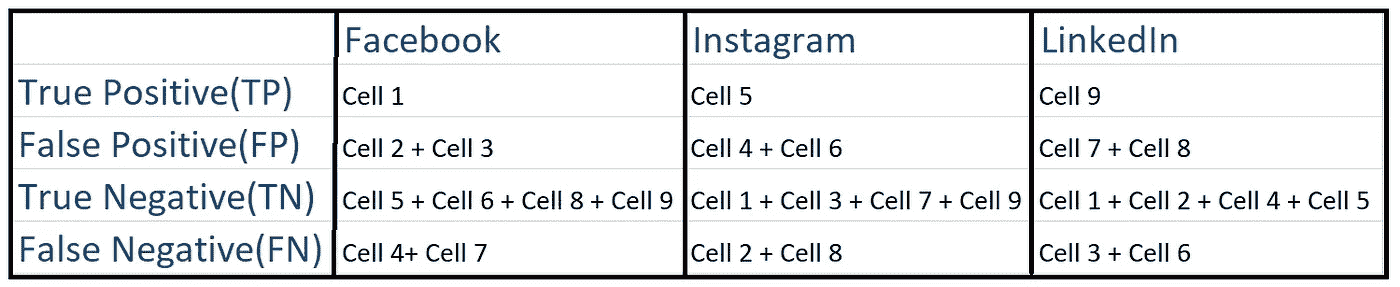 Facebook Instagram LinkedIn
True Positive(TP) Cell 1 Cell 5 Cell 9
False Positive(FP) Cell 2 + Cell 3 Cell 4 + Cell 6 Cell 7 + Cell 8
True Negative(TN) Cell 5 + Cell 6 + Cell 8 + Cell 9 Cell 1 + Cell 3 + Cell 7 + Cell 9 Cell 1 + Cell 2 + Cell 4 + Cell 5
False Negative(FN) Cell 4+ Cell 7 Cell 2 + Cell 8 Cell 3 + Cell 6